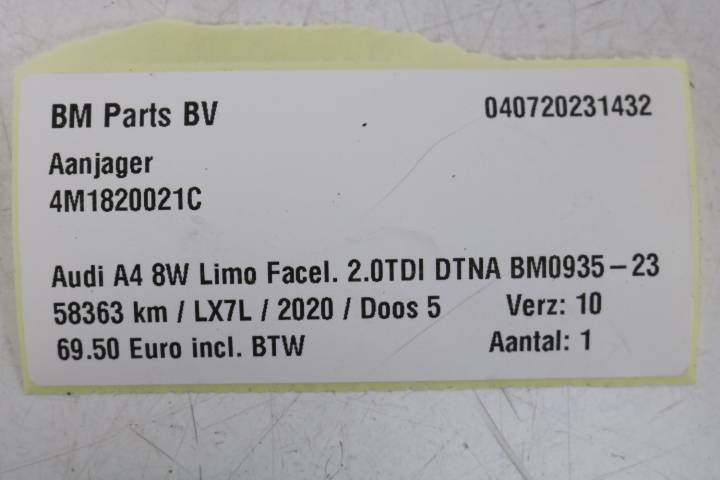 BM Parts BV 040720231432
Aanjager
4M1820021C
Audi A4 8W Limo Facel. 2.0TDI DTNA BM0935-23
58363 km / LX7L / 2020 / Doos 5 Verz: 10
69.50 Euro incl. BTW Aantal: 1